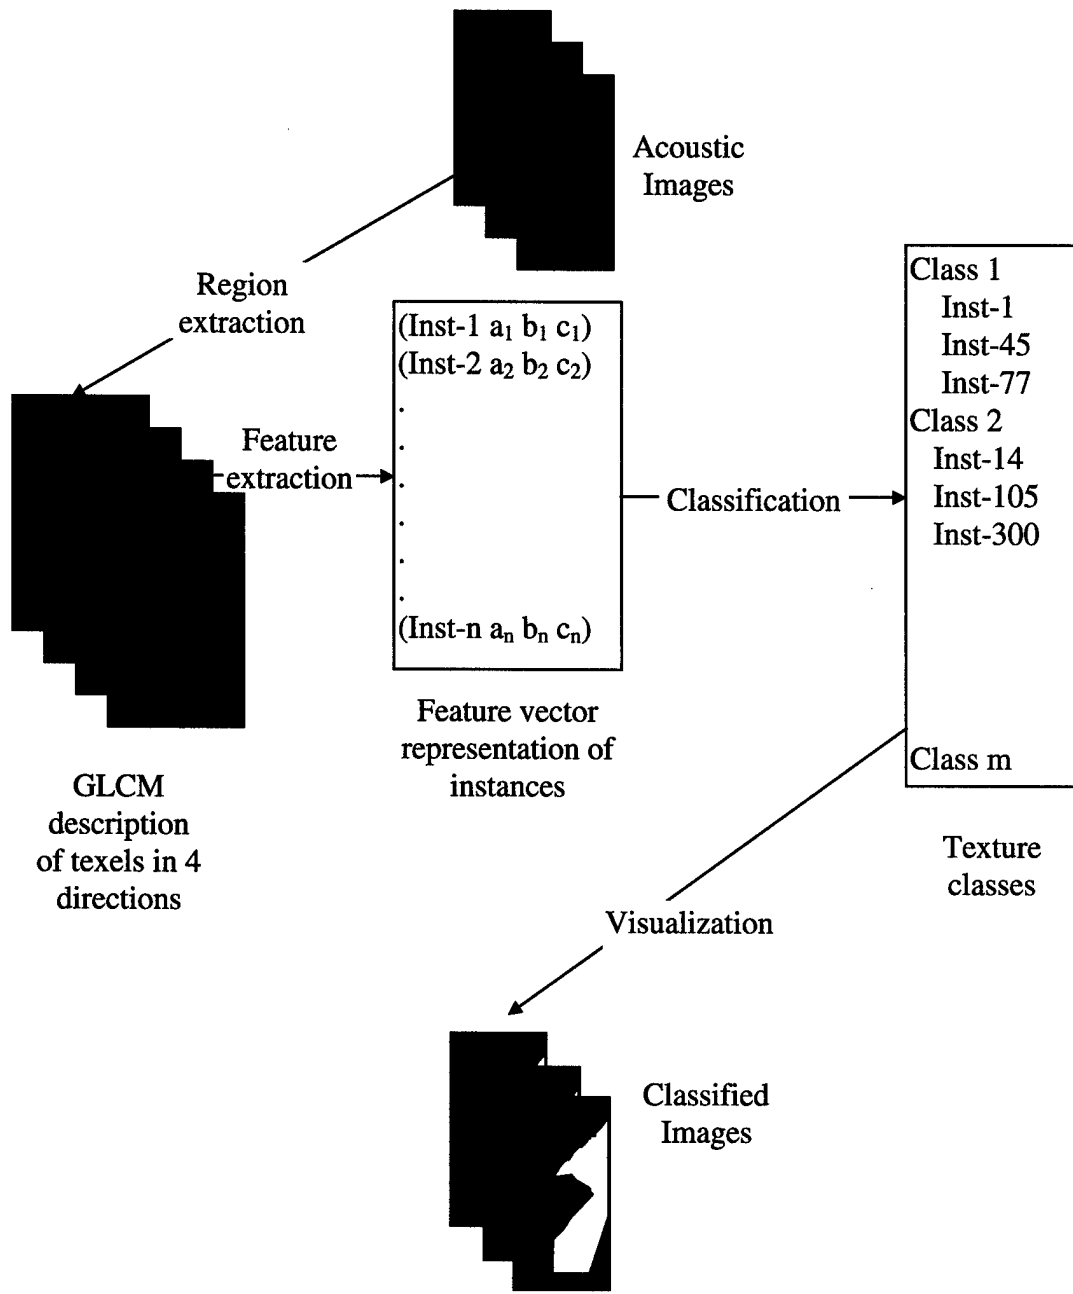 Acoustic
Images
Region
extraction
(Inst-1 a₁ b₁ c₁)
(Inst-2 a₂ b₂ c₂)
.
.
.
.
.
.
(Inst-n aₙ bₙ cₙ)
Feature
extraction
Classification
Class 1
Inst-1
Inst-45
Inst-77
Class 2
Inst-14
Inst-105
Inst-300
Class m
Feature vector
representation of
instances
GLCM
description
of texels in 4
directions
Texture
classes
Visualization
Classified
Images